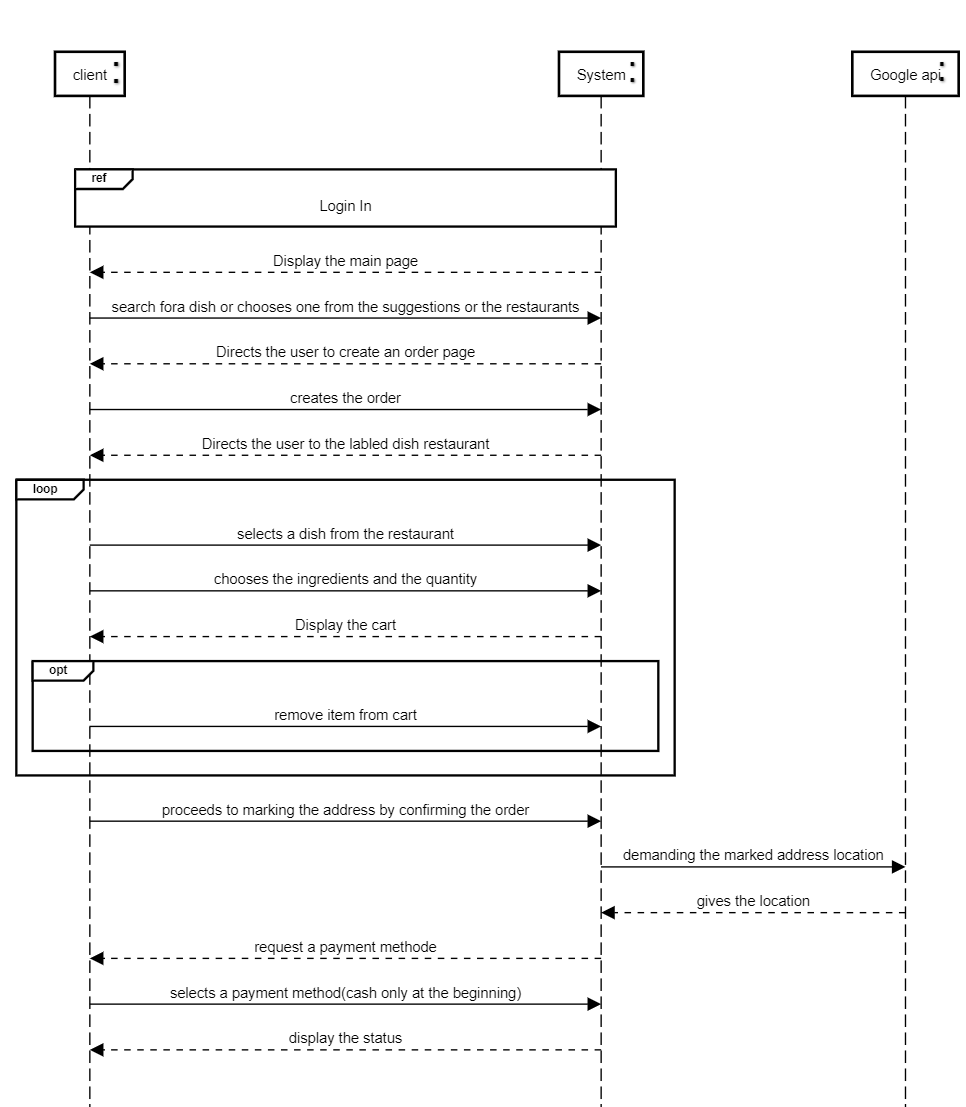 client :
System :
Google api:
ref
Login In
Display the main page
search fora dish or chooses one from the suggestions or the restaurants
Directs the user to create an order page
creates the order
Directs the user to the labled dish restaurant
loop
selects a dish from the restaurant
chooses the ingredients and the quantity
Display the cart
opt
remove item from cart
proceeds to marking the address by confirming the order
demanding the marked address location
gives the location
request a payment methode
selects a payment method(cash only at the beginning)
display the status